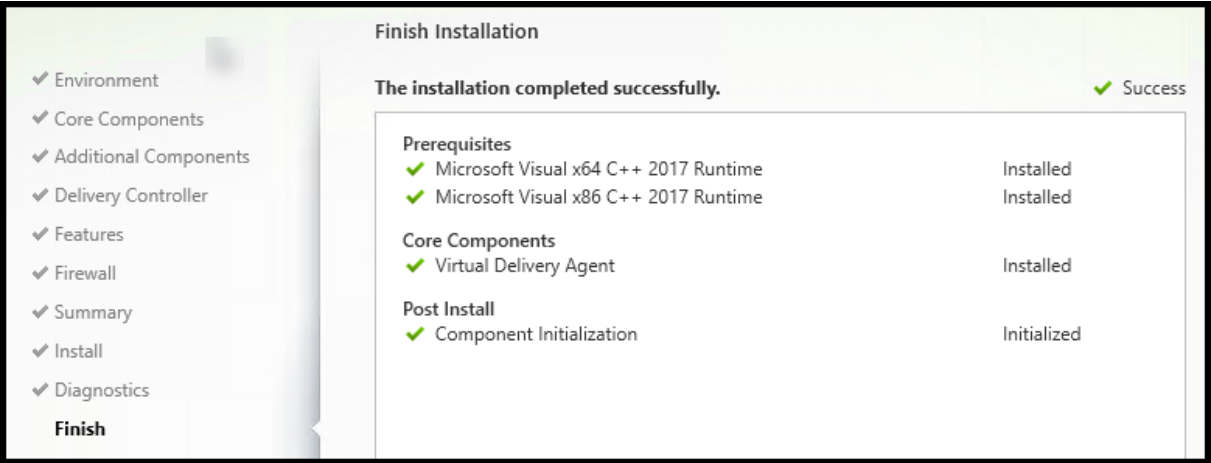 Environment
Core Components
Additional Components
Delivery Controller
Features
Firewall
Summary
Install
Diagnostics
Finish
Finish Installation
The installation completed successfully. Success
Prerequisites
Microsoft Visual x64 C++ 2017 Runtime Installed
Microsoft Visual x86 C++ 2017 Runtime Installed
Core Components
Virtual Delivery Agent Installed
Post Install
Component Initialization Initialized